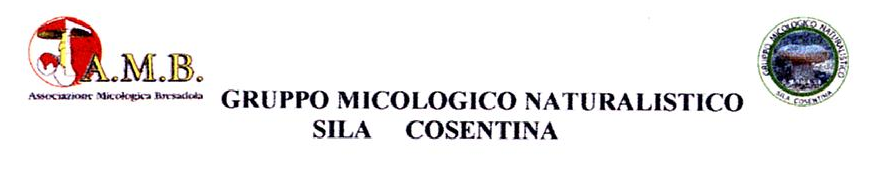 A.M.B.
Associazione Micologica Bresadola
GRUPPO MICOLOGICO NATURALISTICO
SILA COSENTINA
GRUPPO MICOLOGICO NATURALISTICO
SILA COSENTINA